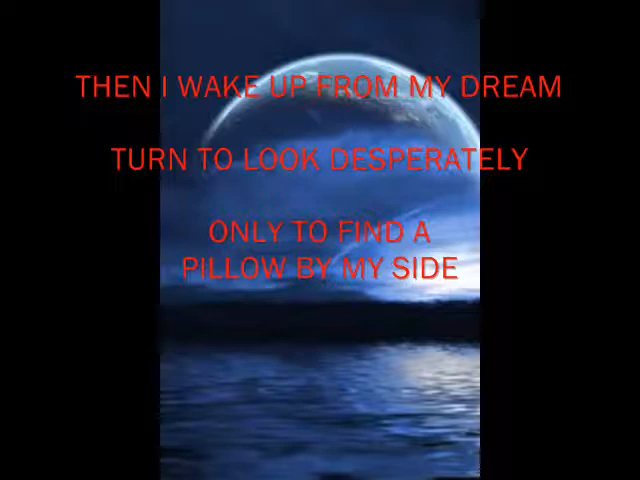 THEN I WAKE UP FROM MY DREAM
TURN TO LOOK DESPERATELY
ONLY TO FIND A
PILLOW BY MY SIDE